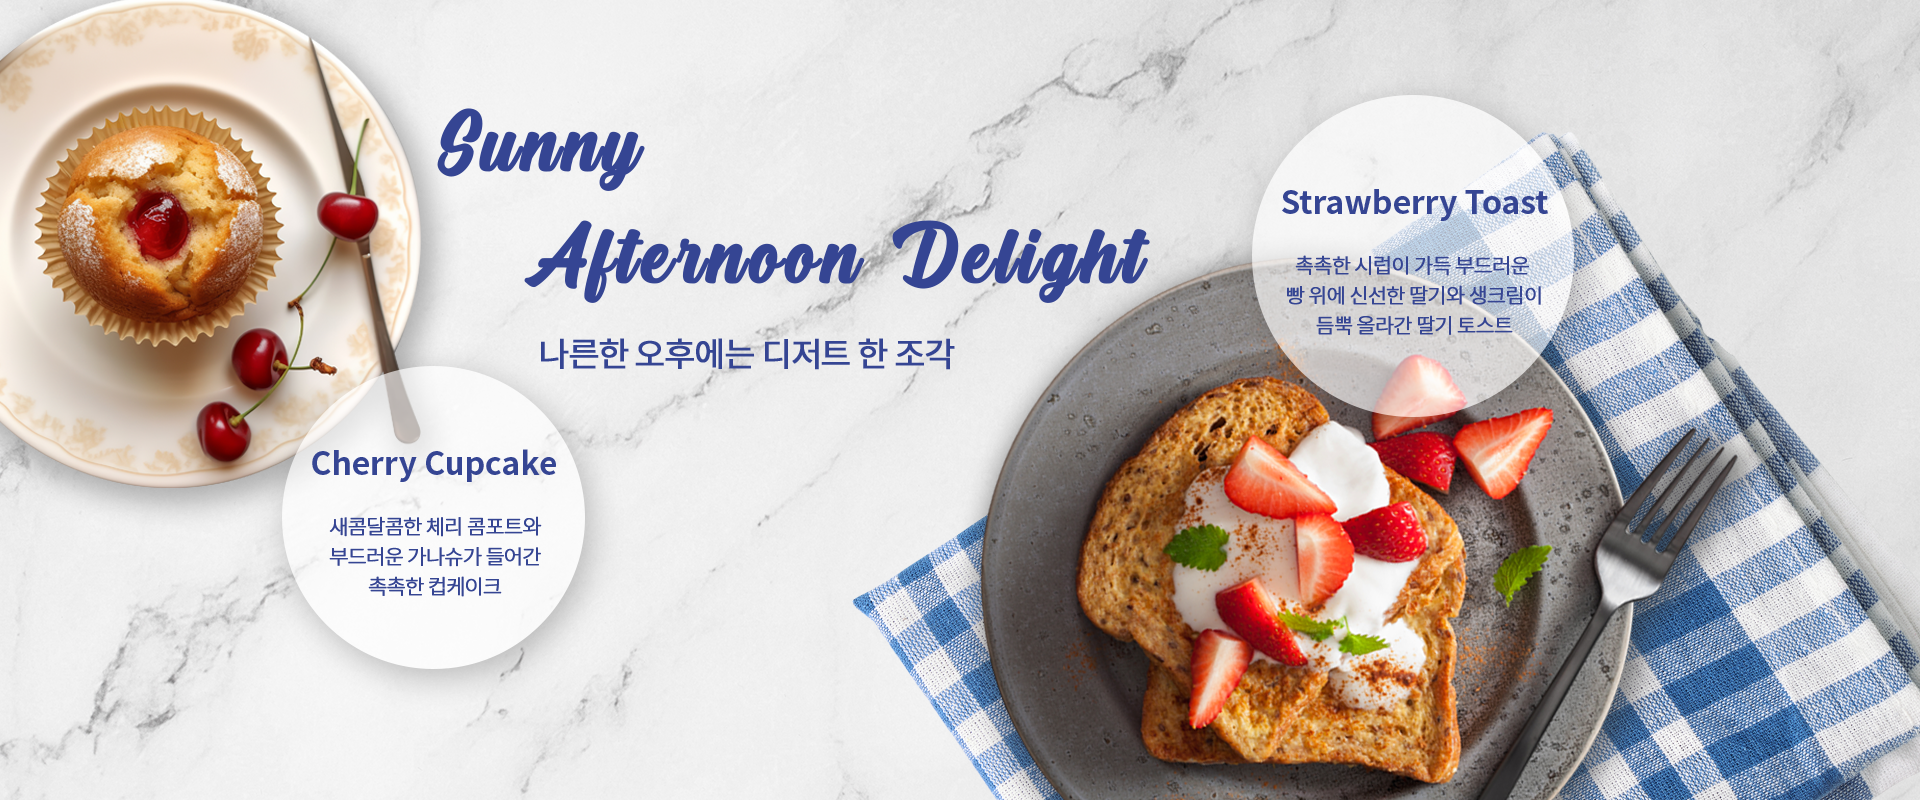 Sunny
Afternoon Delight
나른한 오후에는 디저트 한 조각
Strawberry Toast
촉촉한 시럽이 가득 부드러운
빵 위에 신선한 딸기와 생크림이
듬뿍 올라간 딸기 토스트
Cherry Cupcake
새콤달콤한 체리 콤포트와
부드러운 가나슈가 들어간
촉촉한 컵케이크